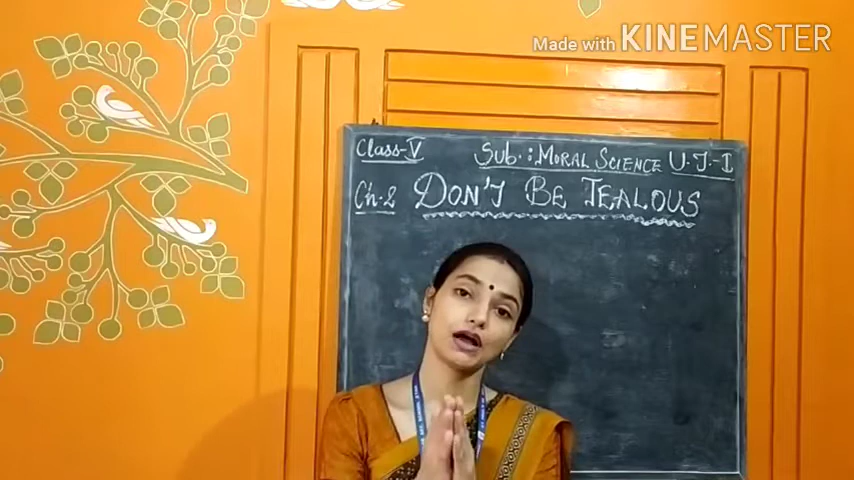 Made with KINEMASTER
Class-V Sub.: MORAL SCIENCE U.T.-I
Ch.2 DON'T BE JEALOUS